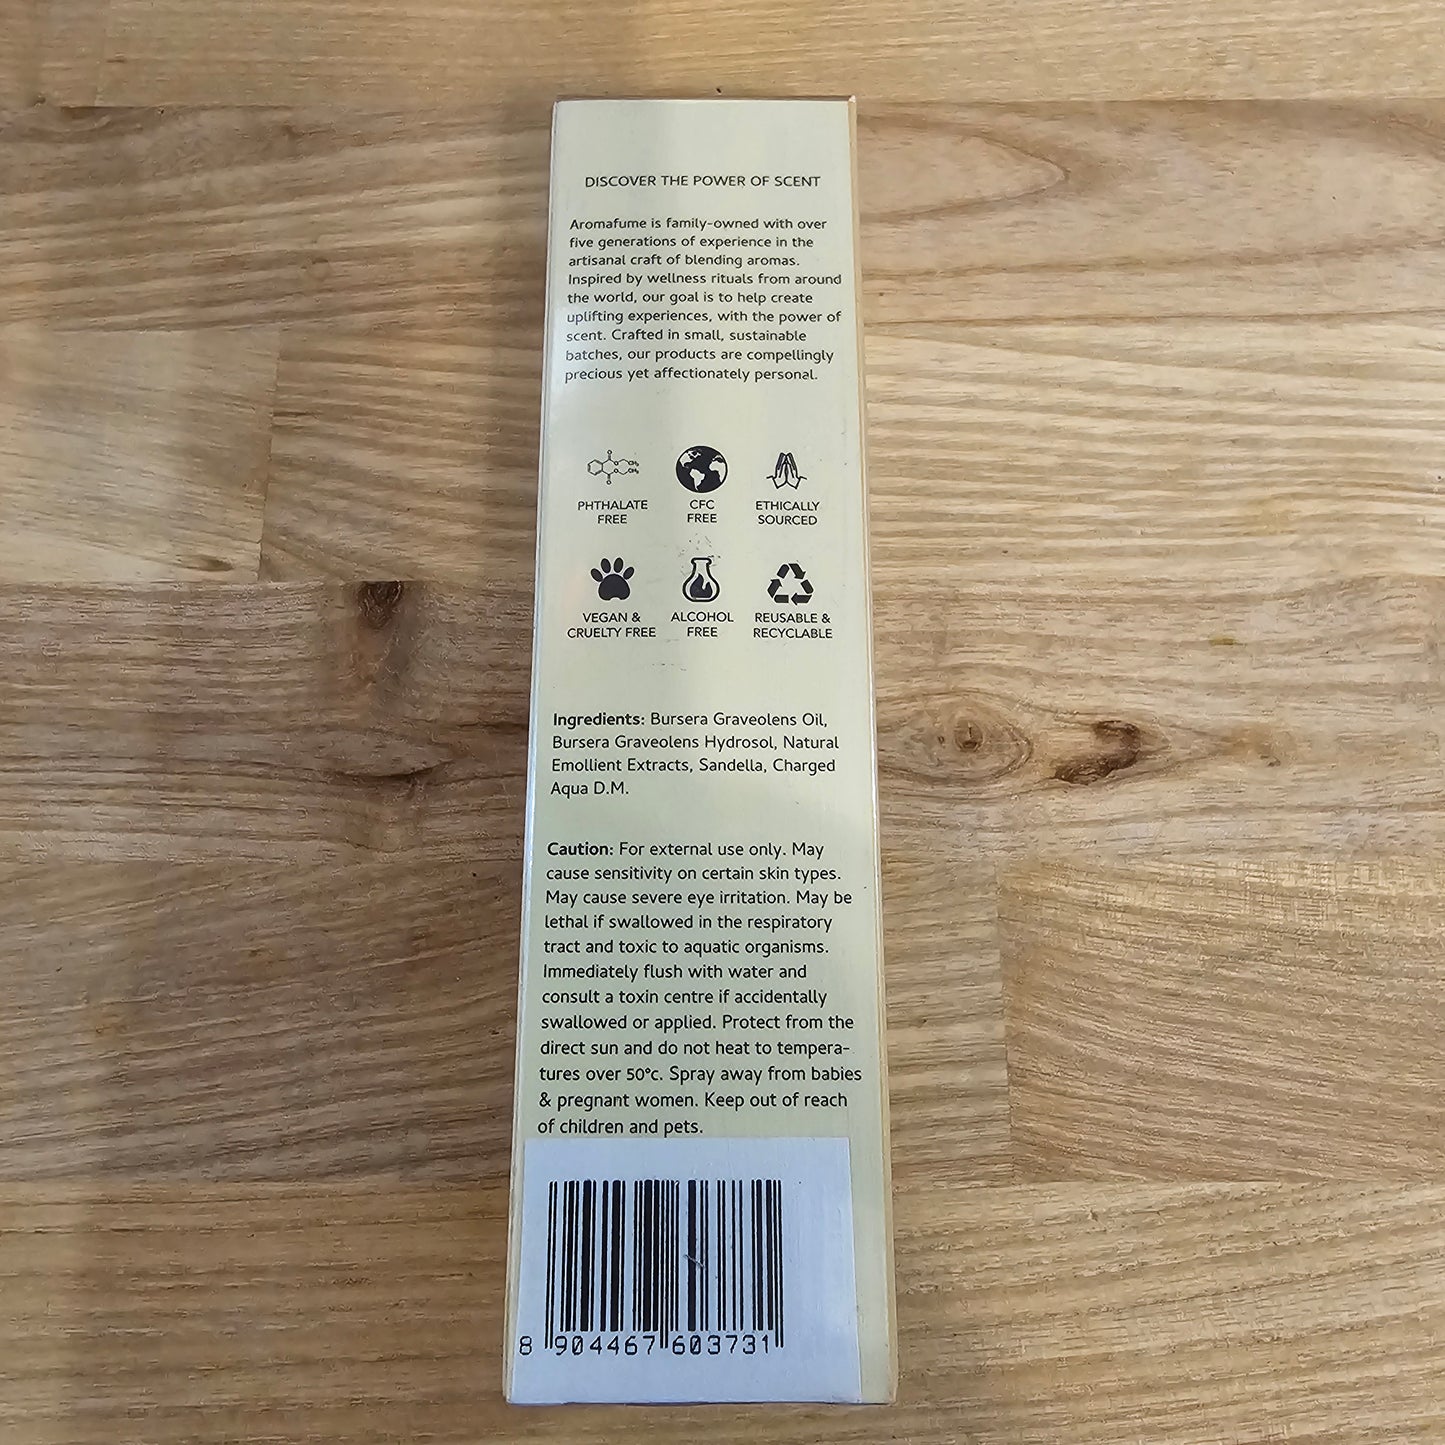 DISCOVER THE POWER OF SCENT
Aromafume is family-owned with over
five generations of experience in the
artisanal craft of blending aromas.
Inspired by wellness rituals from around
the world, our goal is to help create
uplifting experiences, with the power of
scent. Crafted in small, sustainable
batches, our products are compellingly
precious yet affectionately personal.
PHTHALATE
FREE
CFC
FREE
ETHICALLY
SOURCED
VEGAN &
CRUELTY FREE
ALCOHOL
FREE
REUSABLE &
RECYCLABLE
Ingredients: Bursera Graveolens Oil,
Bursera Graveolens Hydrosol, Natural
Emollient Extracts, Sandella, Charged
Aqua D.M.
Caution: For external use only. May
cause sensitivity on certain skin types.
May cause severe eye irritation. May be
lethal if swallowed in the respiratory
tract and toxic to aquatic organisms.
Immediately flush with water and
consult a toxin centre if accidentally
swallowed or applied. Protect from the
direct sun and do not heat to tempera-
tures over 50°c. Spray away from babies
& pregnant women. Keep out of reach
of children and pets.
8 904467 603731